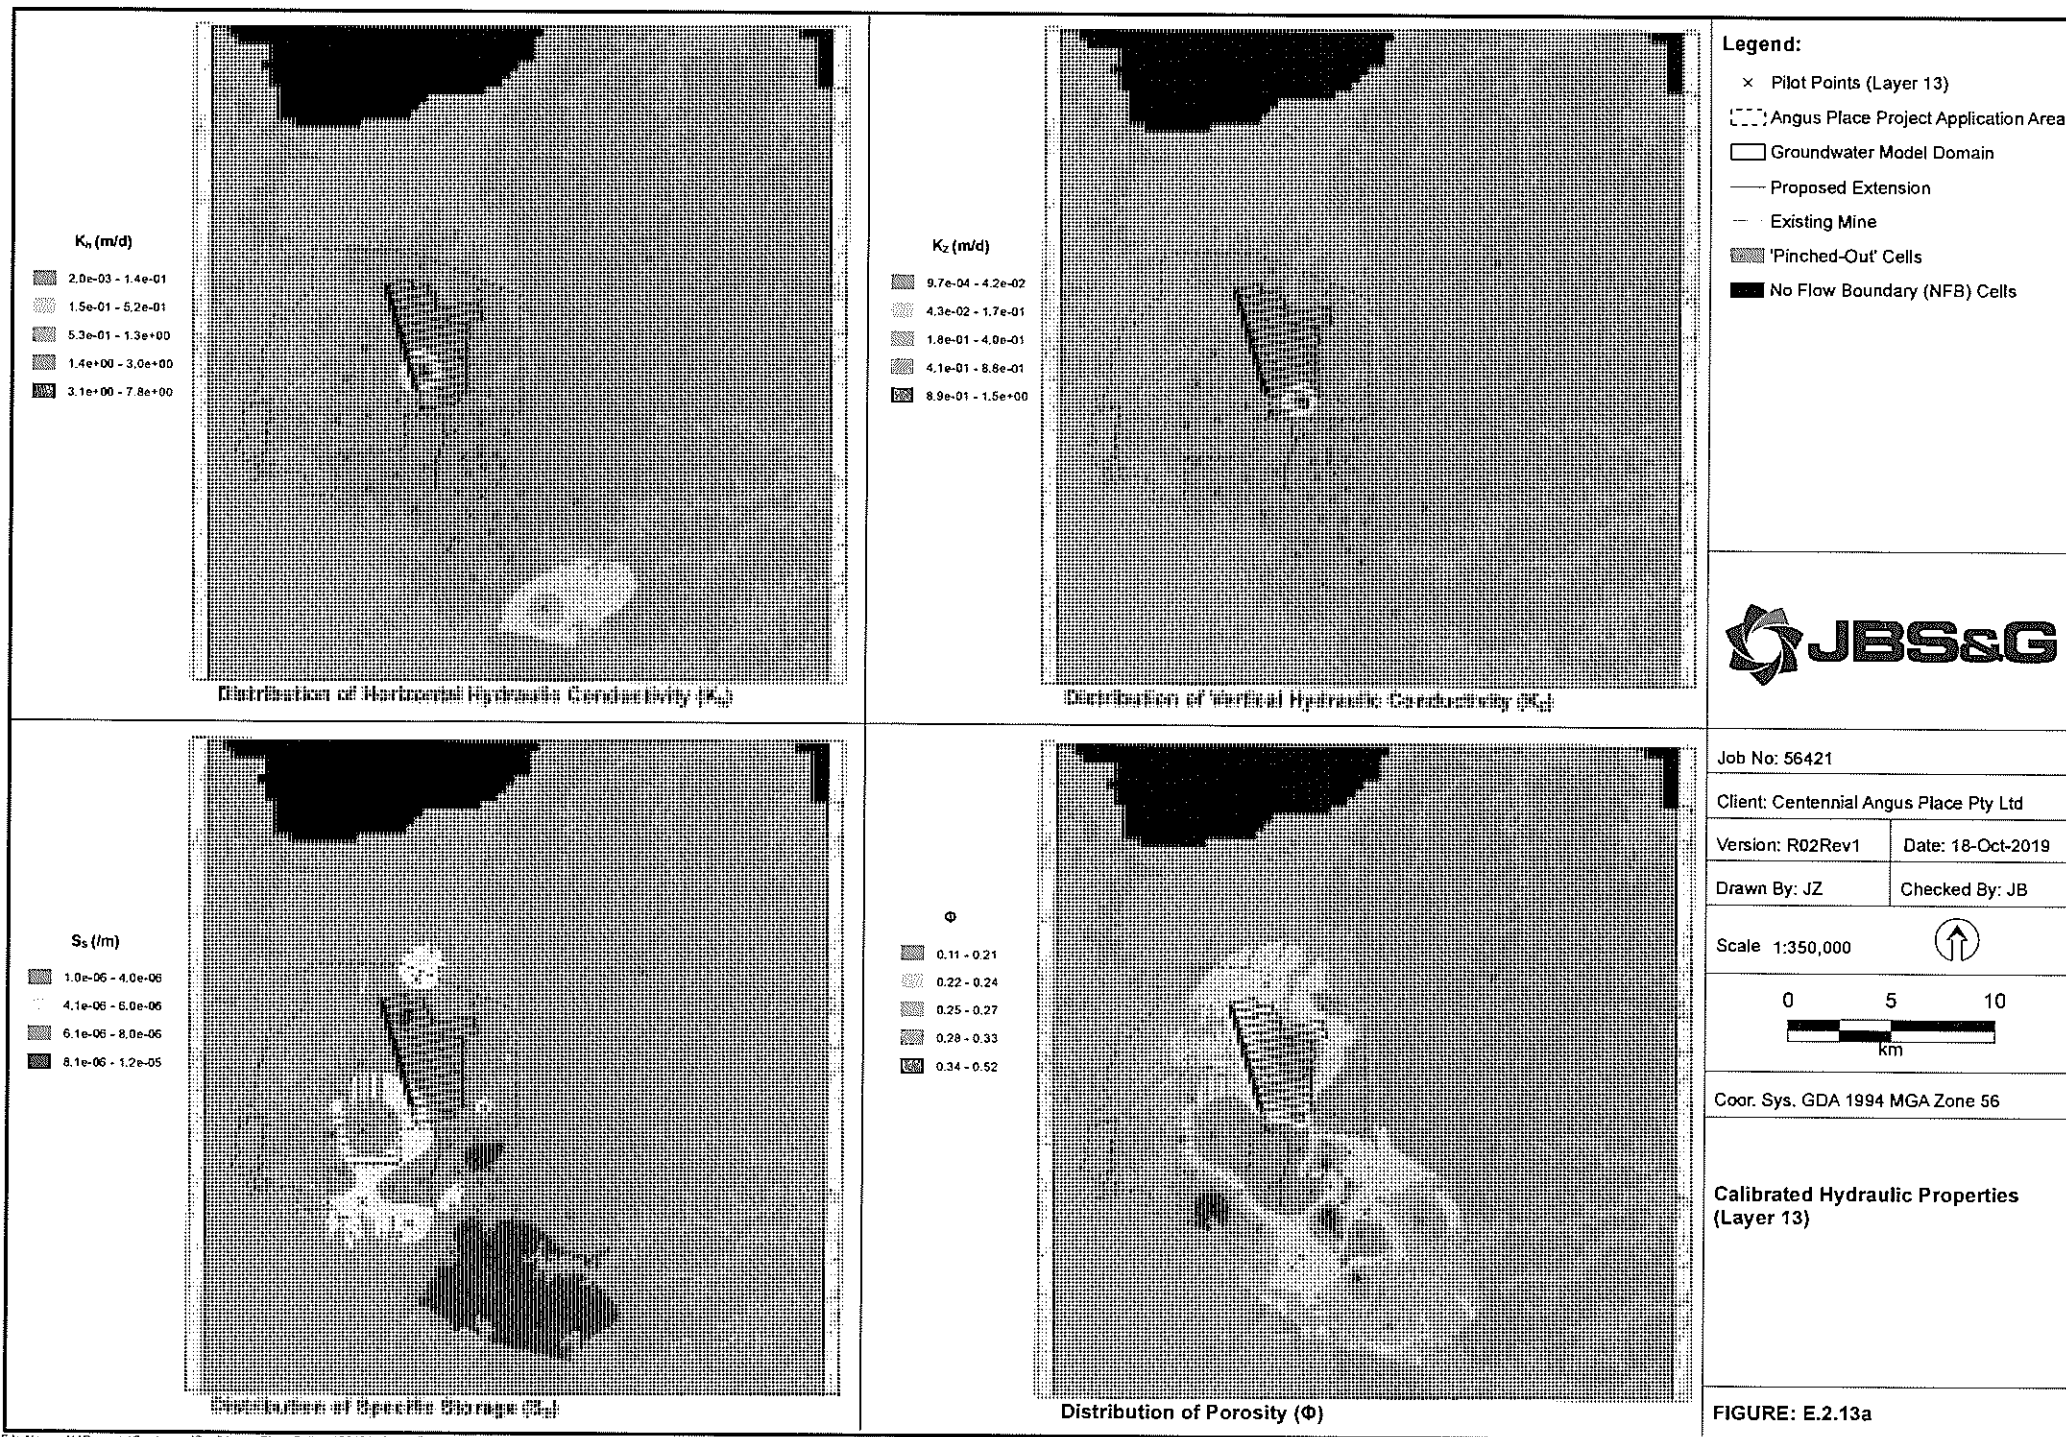 K_h (m/d)
2.0e-03 - 1.4e-01
1.5e-01 - 5.2e-01
5.3e-01 - 1.3e+00
1.4e+00 - 3.0e+00
3.1e+00 - 7.8e+00
Distribution of Horizontal Hydraulic Conductivity (K_h)
K_z (m/d)
9.7e-04 - 4.2e-02
4.3e-02 - 1.7e-01
1.8e-01 - 4.0e-01
4.1e-01 - 8.8e-01
8.9e-01 - 1.5e+00
Distribution of Vertical Hydraulic Conductivity (K_z)
S_s (/m)
1.0e-06 - 4.0e-06
4.1e-06 - 6.0e-06
6.1e-06 - 8.0e-06
8.1e-06 - 1.2e-05
Distribution of Specific Storage (S_s)
Φ
0.11 - 0.21
0.22 - 0.24
0.25 - 0.27
0.28 - 0.33
0.34 - 0.52
Distribution of Porosity (Φ)
Legend:
Pilot Points (Layer 13)
Angus Place Project Application Area
Groundwater Model Domain
Proposed Extension
Existing Mine
'Pinched-Out' Cells
No Flow Boundary (NFB) Cells
JBS&G
Job No: 56421
Client: Centennial Angus Place Pty Ltd
Version: R02Rev1 Date: 18-Oct-2019
Drawn By: JZ Checked By: JB
Scale 1:350,000
0 5 10
km
Coor. Sys. GDA 1994 MGA Zone 56
Calibrated Hydraulic Properties
(Layer 13)
FIGURE: E.2.13a